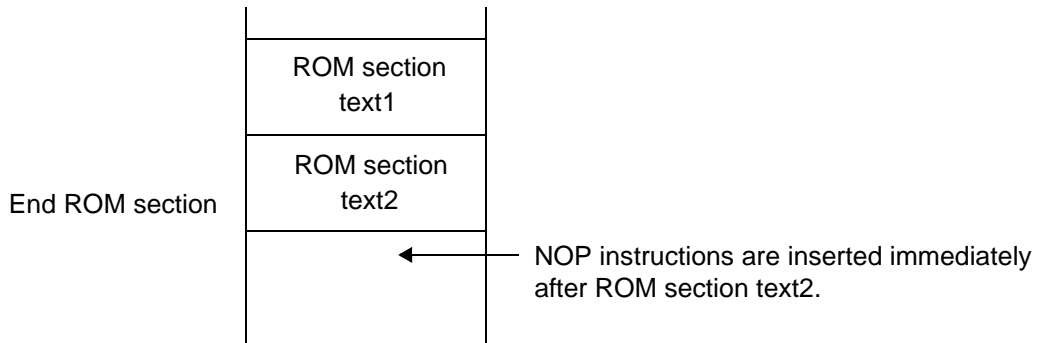 ROM section
text1
ROM section
text2
End ROM section
NOP instructions are inserted immediately
after ROM section text2.